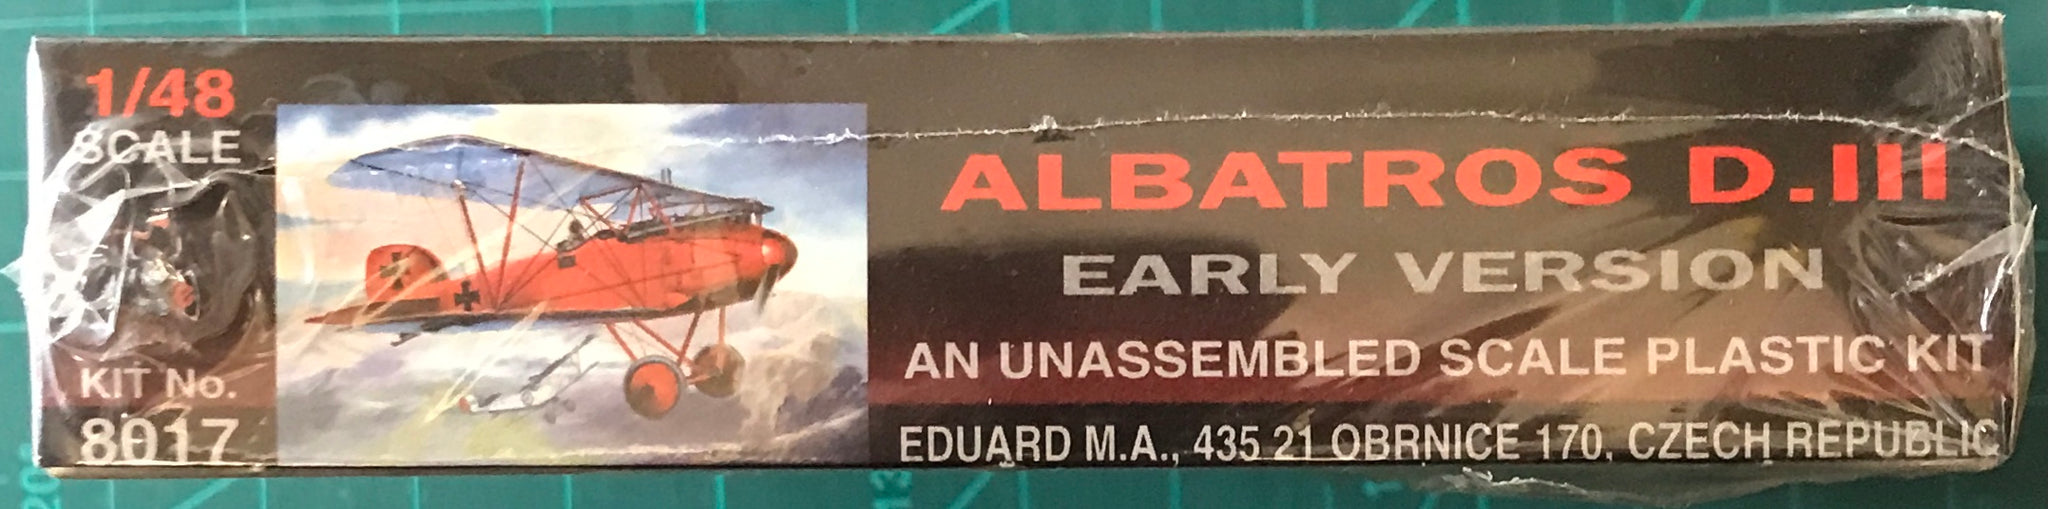 1/48
SCALE
KIT No.
8017
ALBATROS D.III
EARLY VERSION
AN UNASSEMBLED SCALE PLASTIC KIT
EDUARD M.A., 435 21 OBRNICE 170, CZECH REPUBLIC